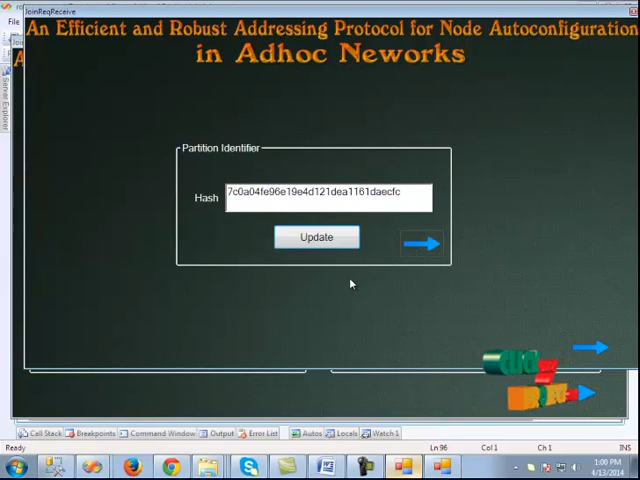 JoinReqReceive
An Efficient and Robust Addressing Protocol for Node Autoconfiguration
in Adhoc Neworks
Server Explorer
Partition Identifier
Hash
7c0a04fe96e19e4d121dea1161daecfc
Update
Call Stack Breakpoints Command Window Output Error List Autos Locals Watch 1
Ready Ln 96 Col 1 Ch 1 INS
1:00 PM
4/13/2014